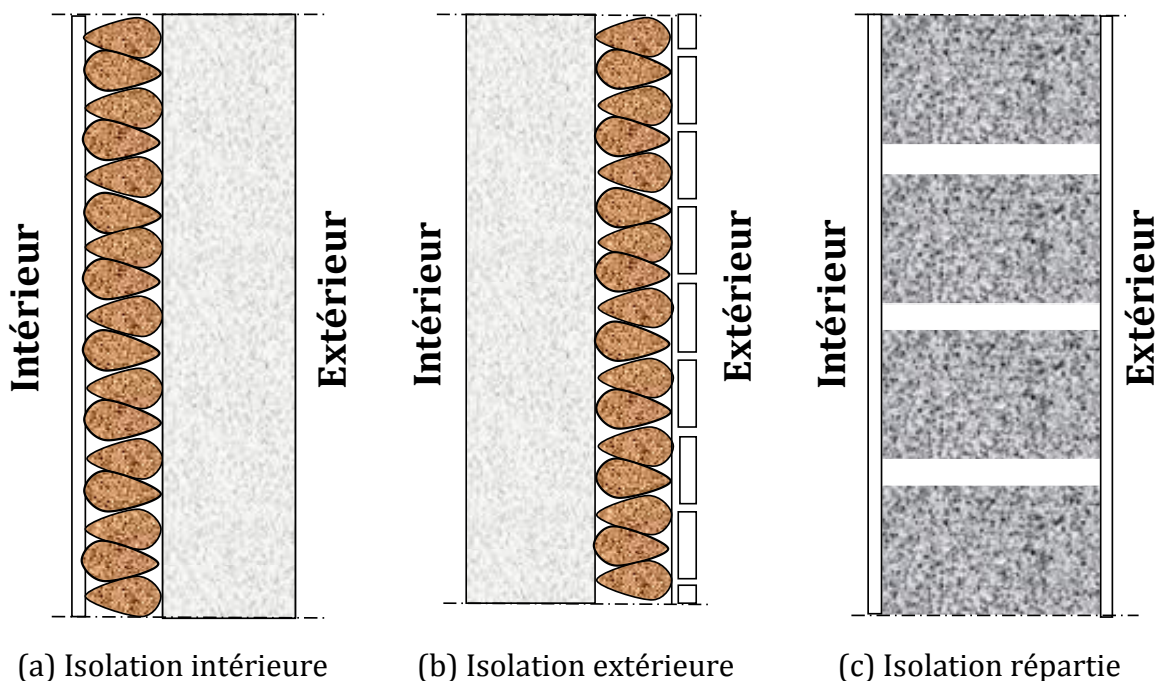 Intérieur
Extérieur
Intérieur
Extérieur
Intérieur
Extérieur
(a) Isolation intérieure
(b) Isolation extérieure
(c) Isolation répartie